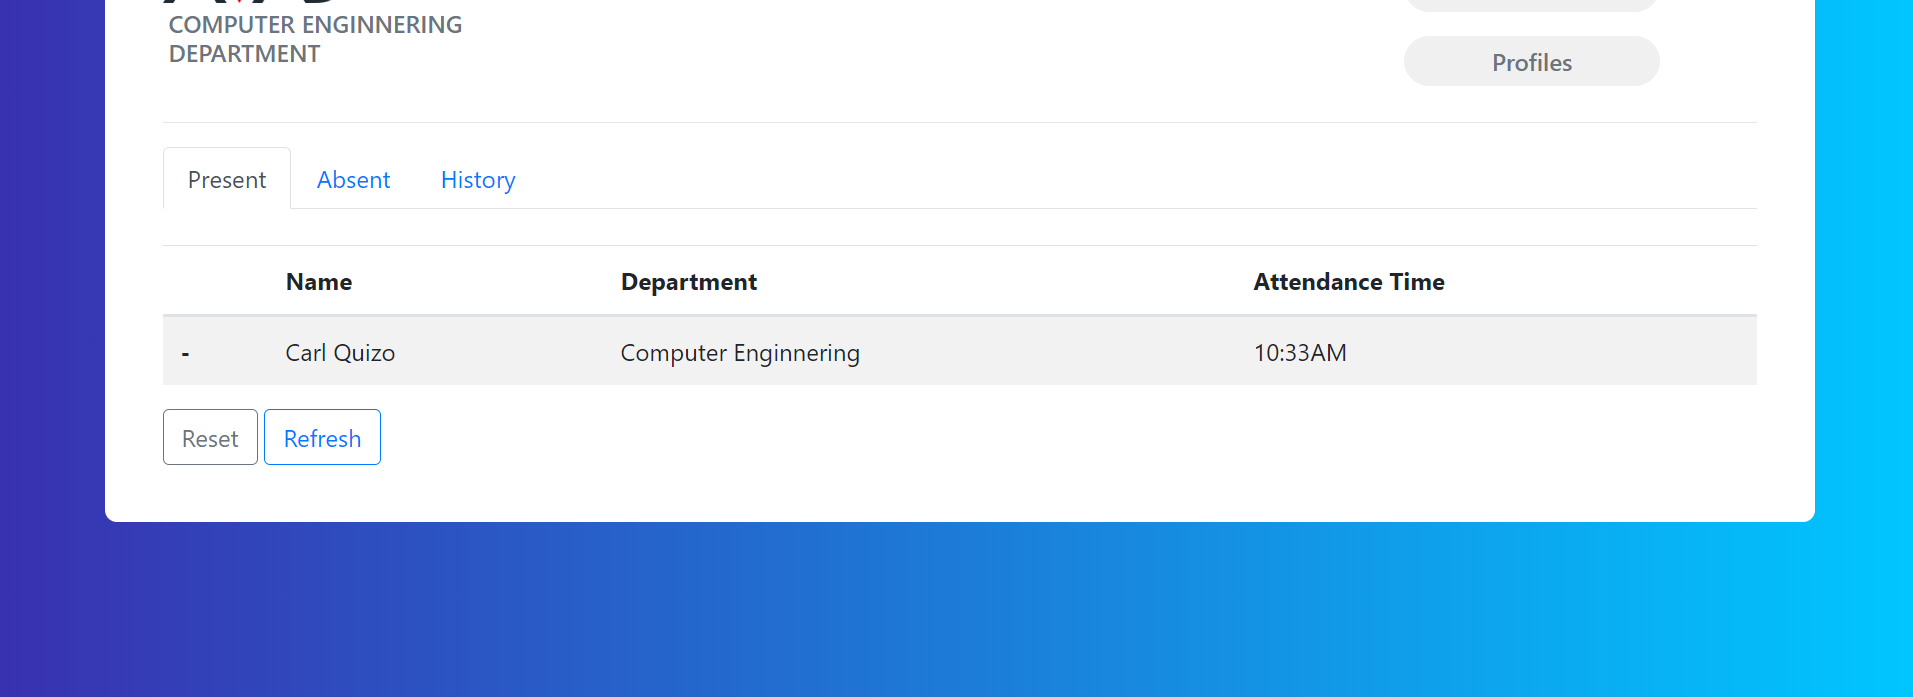 COMPUTER ENGINNERING
DEPARTMENT
Profiles
Present Absent History
Name Department Attendance Time
- Carl Quizo Computer Enginnering 10:33AM
Reset Refresh